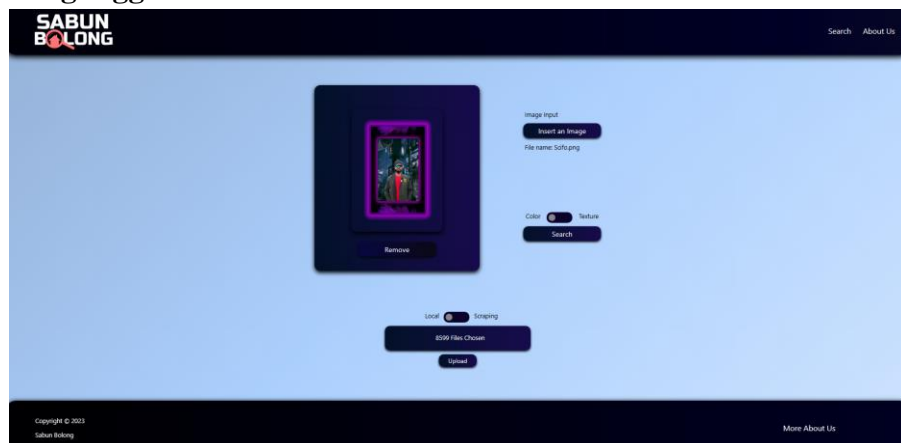 SABUN
BOLONG
Search About Us
Image Input
Insert an Image
File name: Sdfo.png
Color Texture
Search
Remove
Local Scraping
8599 Files Chosen
Upload
Copyright © 2023
Sabun Bolong
More About Us